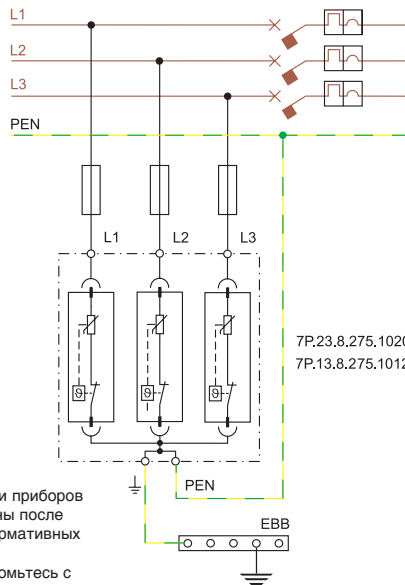 L1
L2
L3
PEN
L1 L2 L3
7P.23.8.275.1020
7P.13.8.275.1012
ϑ ϑ ϑ
PEN
EBB
и приборов
ны после
рмативных
омьтесь с